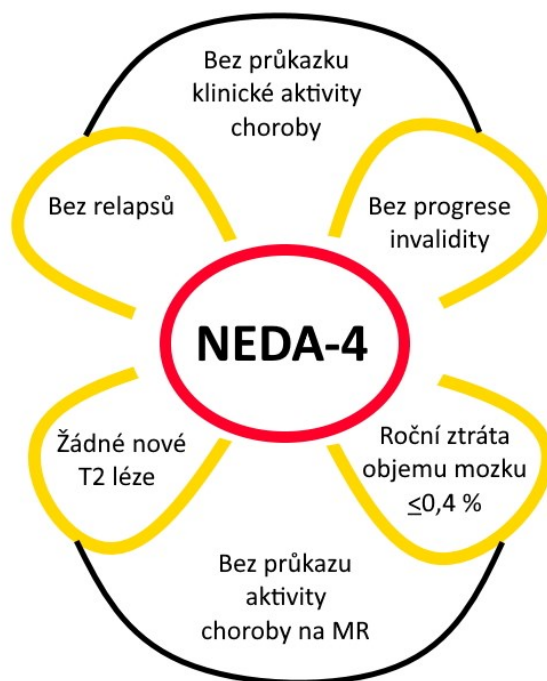 Bez průkazku
klinické aktivity
choroby
Bez relapsů
Bez progrese
invalidity
NEDA-4
Žádné nové
T2 léze
Roční ztráta
objemu mozku
≤0,4 %
Bez průkazu
aktivity
choroby na MR